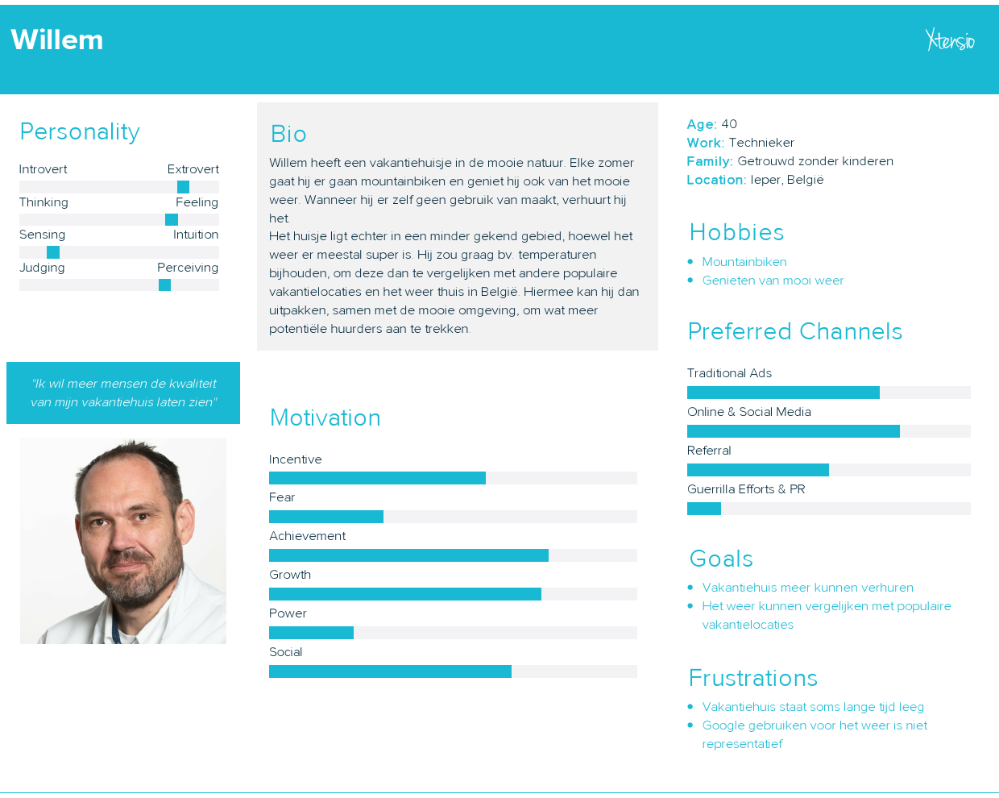 Willem
Xtensio
Personality
Introvert Extrovert
Thinking Feeling
Sensing Intuition
Judging Perceiving
"Ik wil meer mensen de kwaliteit
van mijn vakantiehuis laten zien"
Bio
Willem heeft een vakantiehuisje in de mooie natuur. Elke zomer
gaat hij er gaan mountainbiken en geniet hij ook van het mooie
weer. Wanneer hij er zelf geen gebruik van maakt, verhuurt hij
het.
Het huisje ligt echter in een minder gekend gebied, hoewel het
weer er meestal super is. Hij zou graag bv. temperaturen
bijhouden, om deze dan te vergelijken met andere populaire
vakantielocaties en het weer thuis in België. Hiermee kan hij dan
uitpakken, samen met de mooie omgeving, om wat meer
potentiële huurders aan te trekken.
Motivation
Incentive
Fear
Achievement
Growth
Power
Social
Age: 40
Work: Technieker
Family: Getrouwd zonder kinderen
Location: Ieper, België
Hobbies
• Mountainbiken
• Genieten van mooi weer
Preferred Channels
Traditional Ads
Online & Social Media
Referral
Guerrilla Efforts & PR
Goals
• Vakantiehuis meer kunnen verhuren
• Het weer kunnen vergelijken met populaire
vakantielocaties
Frustrations
• Vakantiehuis staat soms lange tijd leeg
• Google gebruiken voor het weer is niet
representatief